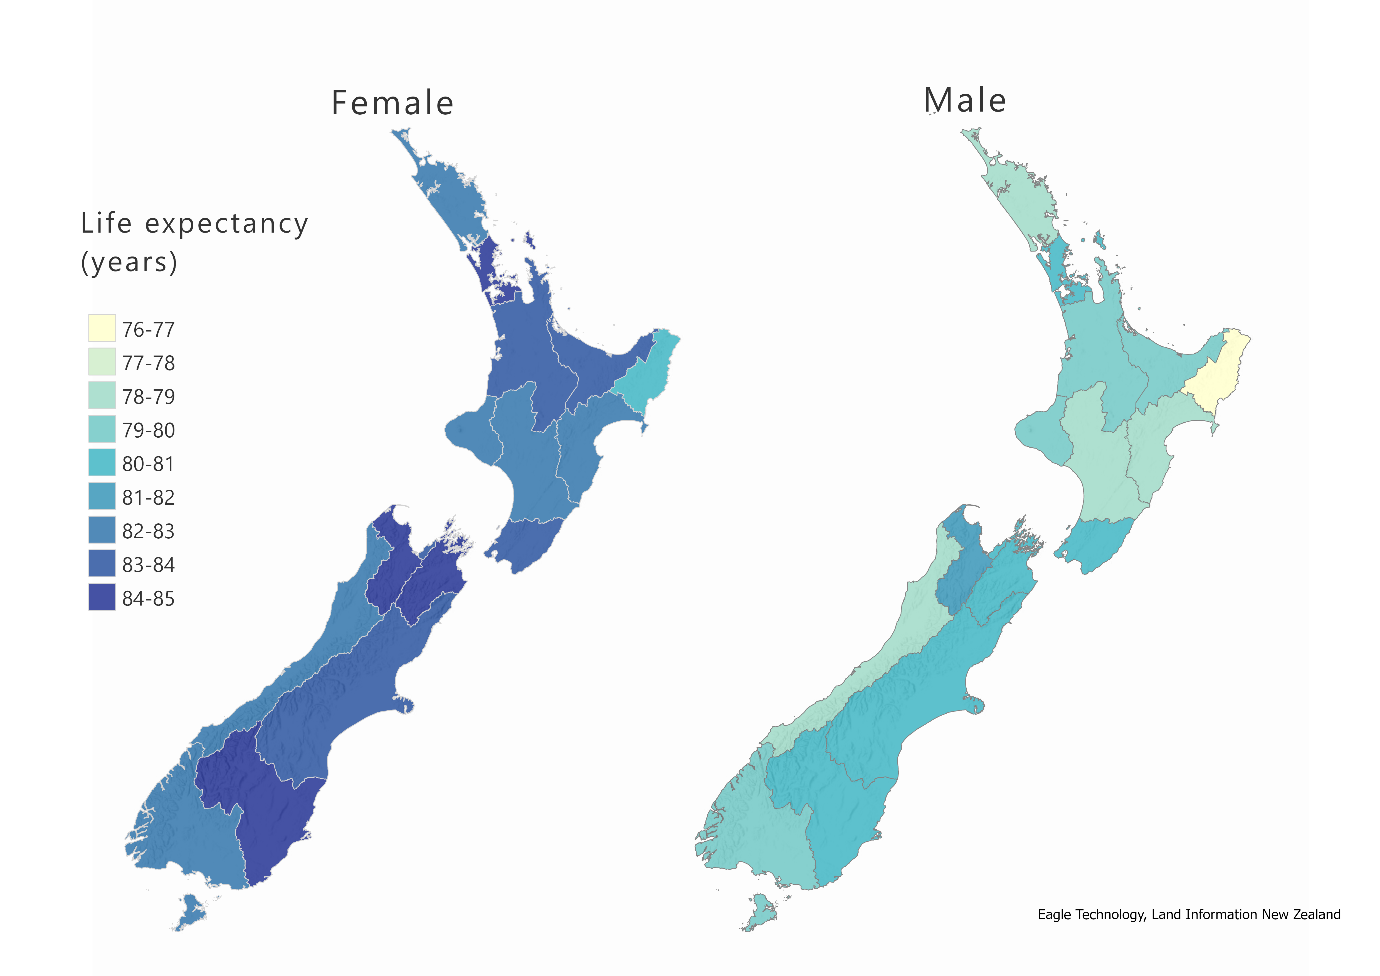 Female
Male
Life expectancy
(years)
76-77
77-78
78-79
79-80
80-81
81-82
82-83
83-84
84-85
Eagle Technology, Land Information New Zealand